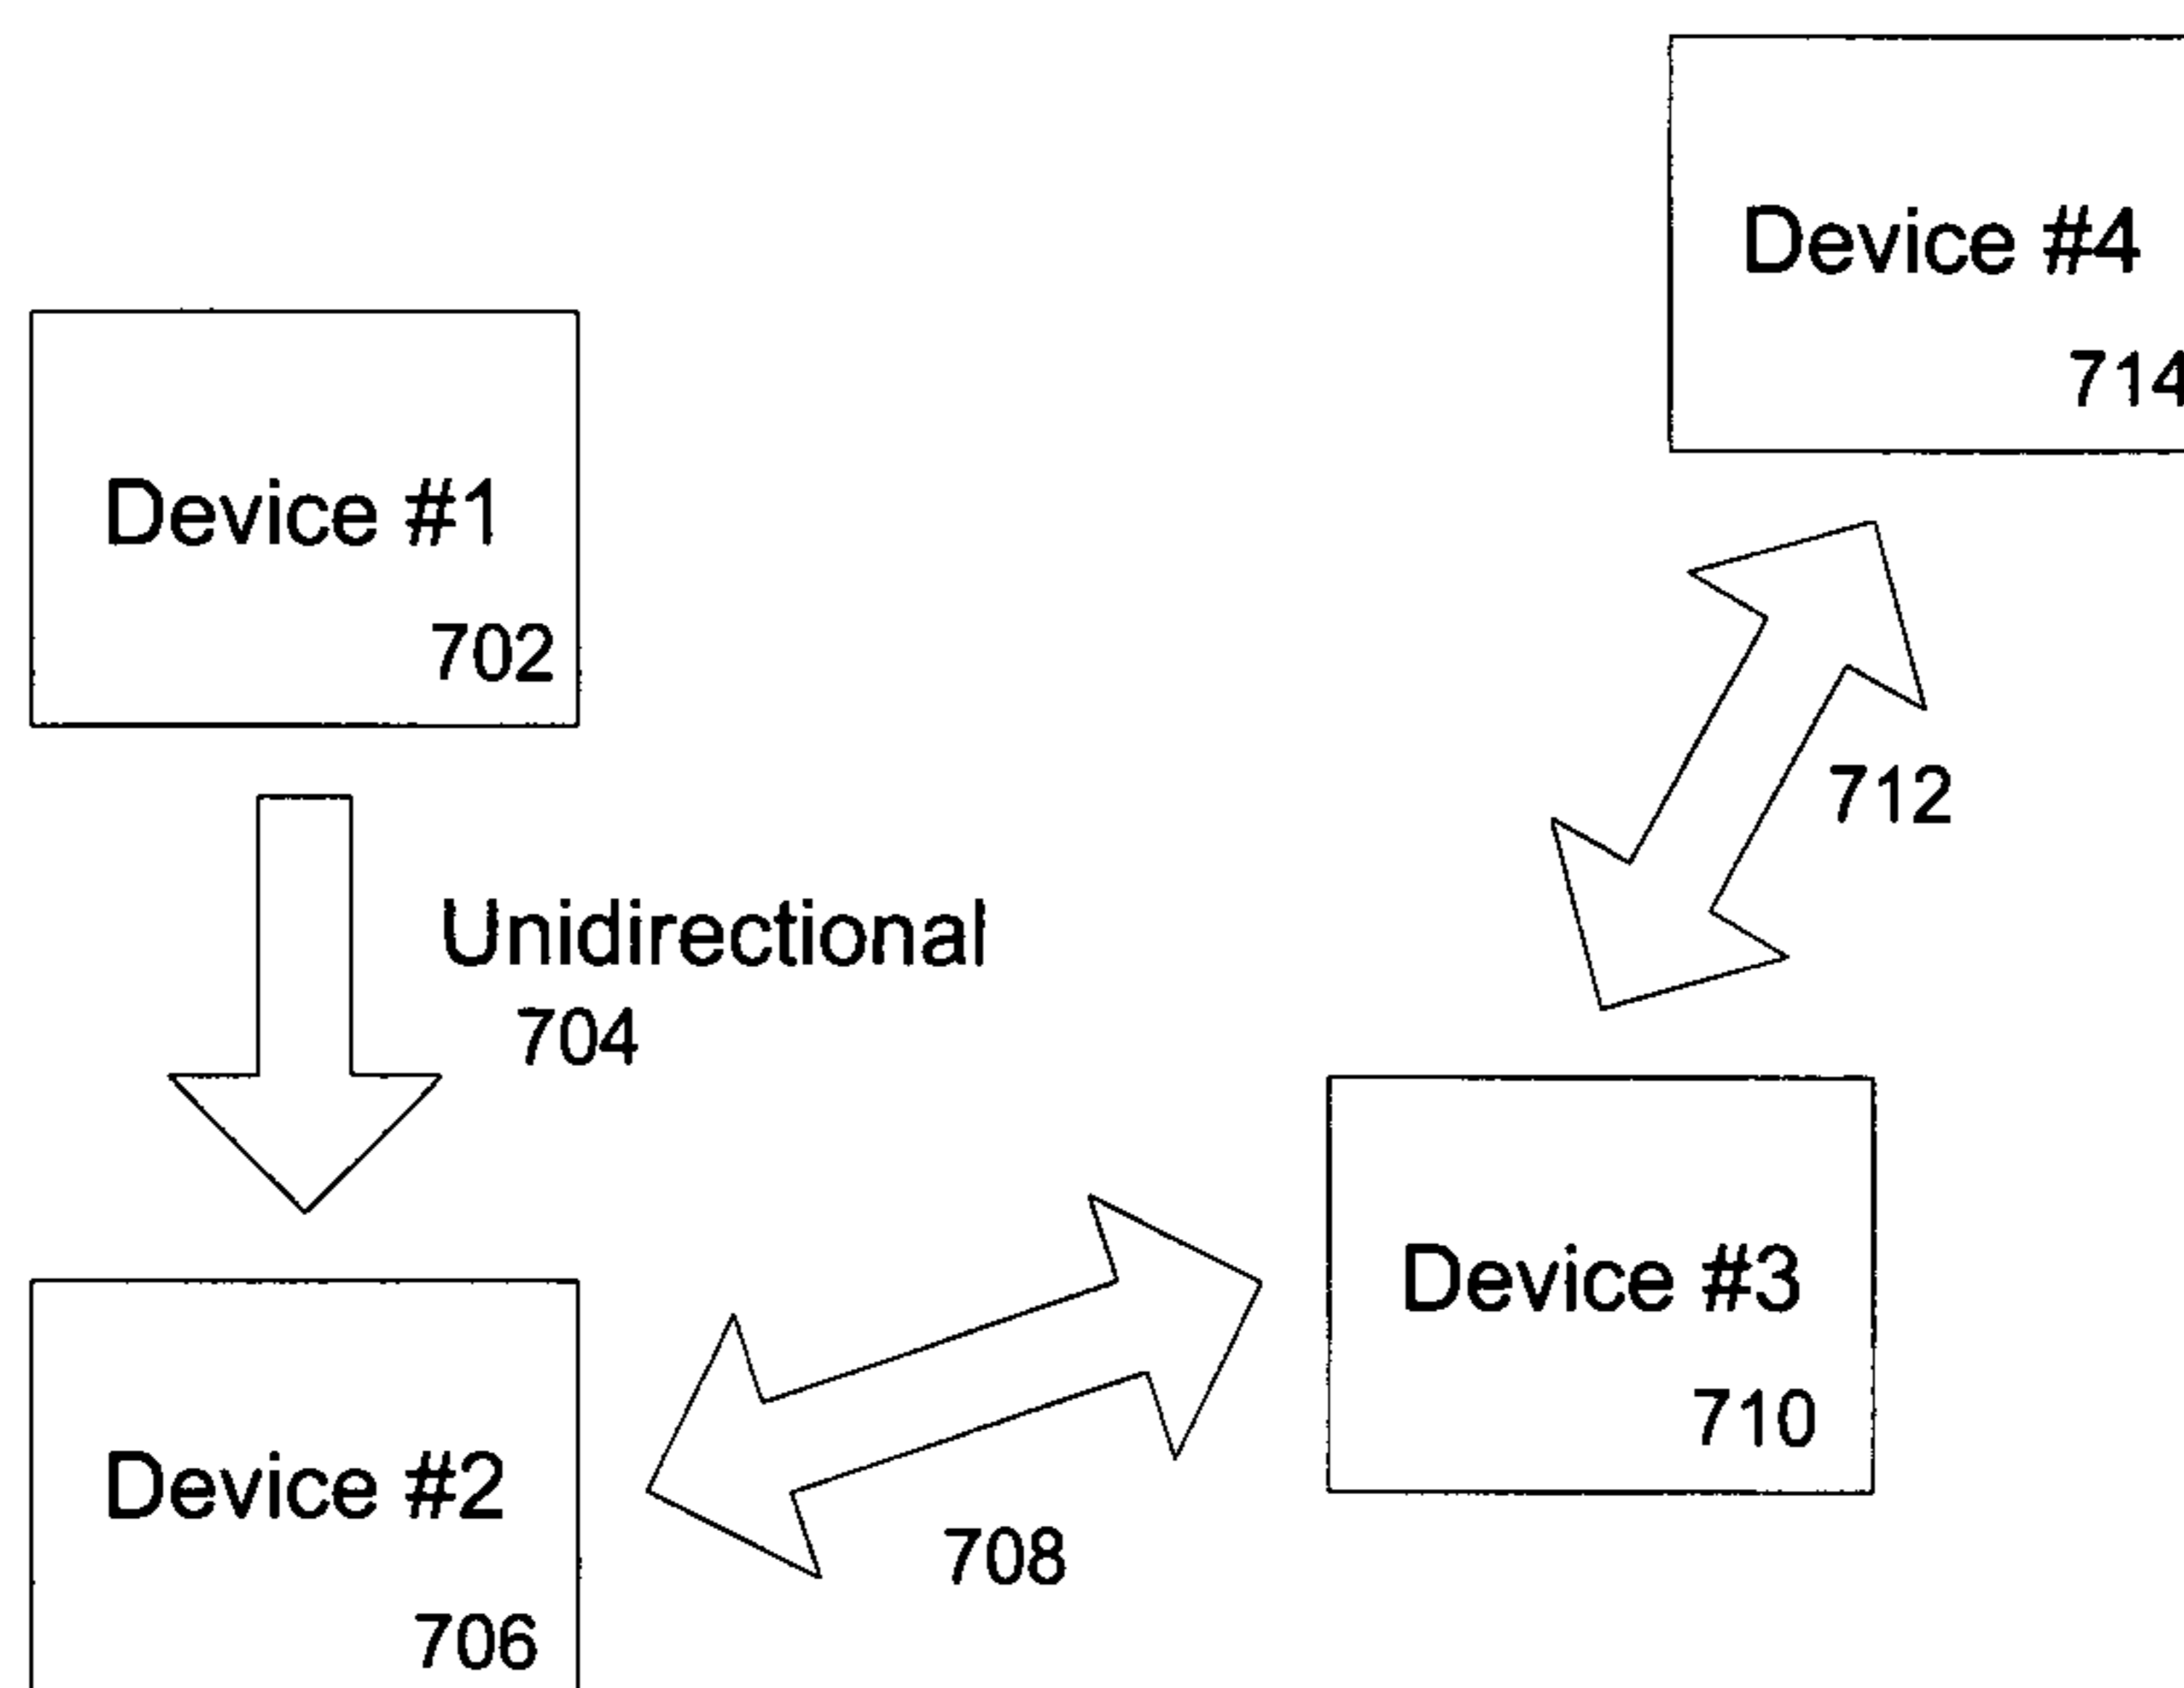 Device #4
714
Device #1
702
712
Unidirectional
704
Device #3
710
Device #2
708
706